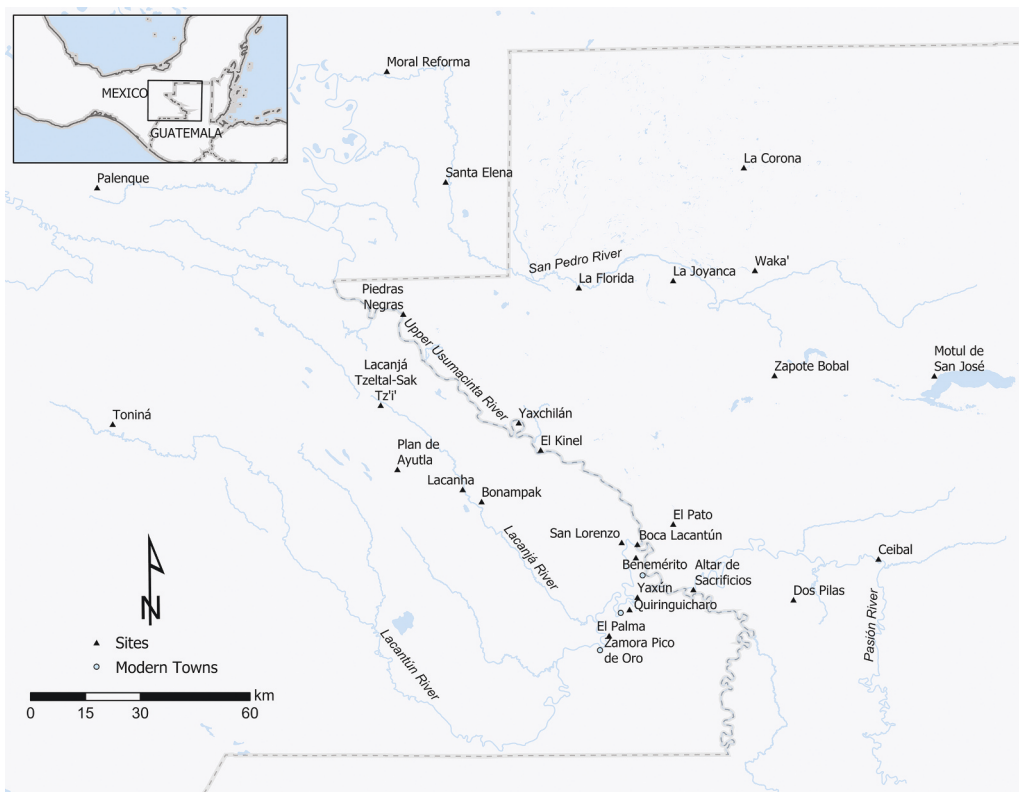 MEXICO
GUATEMALA
Moral Reforma
Santa Elena
La Corona
Palenque
San Pedro River
La Florida
La Joyanca
Waka'
Piedras
Negras
Upper Usumacinta River
Lacanjá
Tzeltal-Sak
Tz'i'
Zapote Bobal
Motul de
San José
Toniná
Yaxchilán
El Kinel
Plan de
Ayutla
Lacanha
Bonampak
El Pato
San Lorenzo
Boca Lacantún
Lacanjá River
Benemérito
Altar de
Sacrificios
Ceibal
Yaxún
Dos Pilas
Quiringuicharo
El Palma
Zamora Pico
de Oro
Pasión River
Lacantún River
N
Sites
Modern Towns
km
0 15 30 60